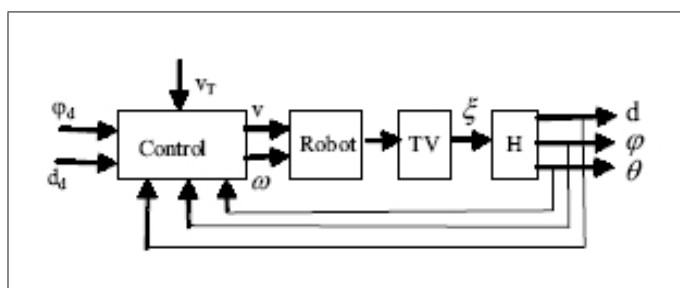 v_T
φ_d
d_d
Control
v
ω
Robot
TV
ξ
H
d
φ
θ